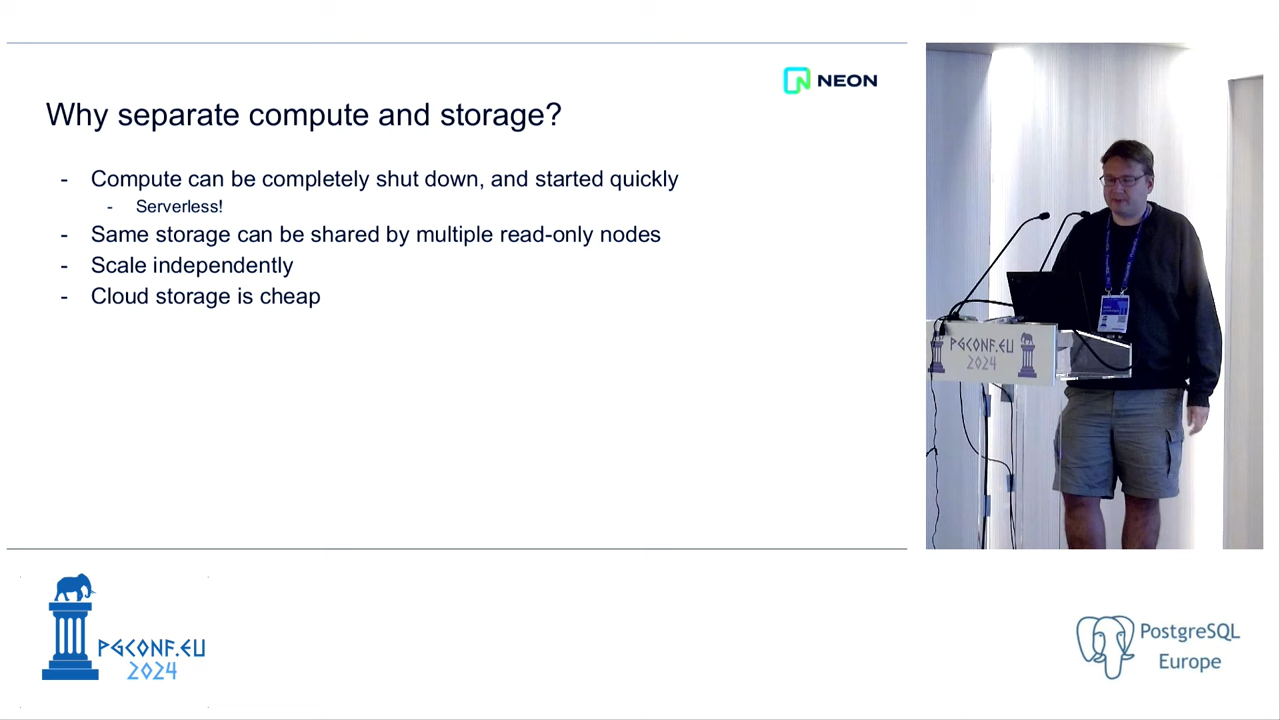 NEON
Why separate compute and storage?
- Compute can be completely shut down, and started quickly
- Serverless!
- Same storage can be shared by multiple read-only nodes
- Scale independently
- Cloud storage is cheap
PGCONF.EU
2024
PGCONF.EU
2024
PostgreSQL
Europe